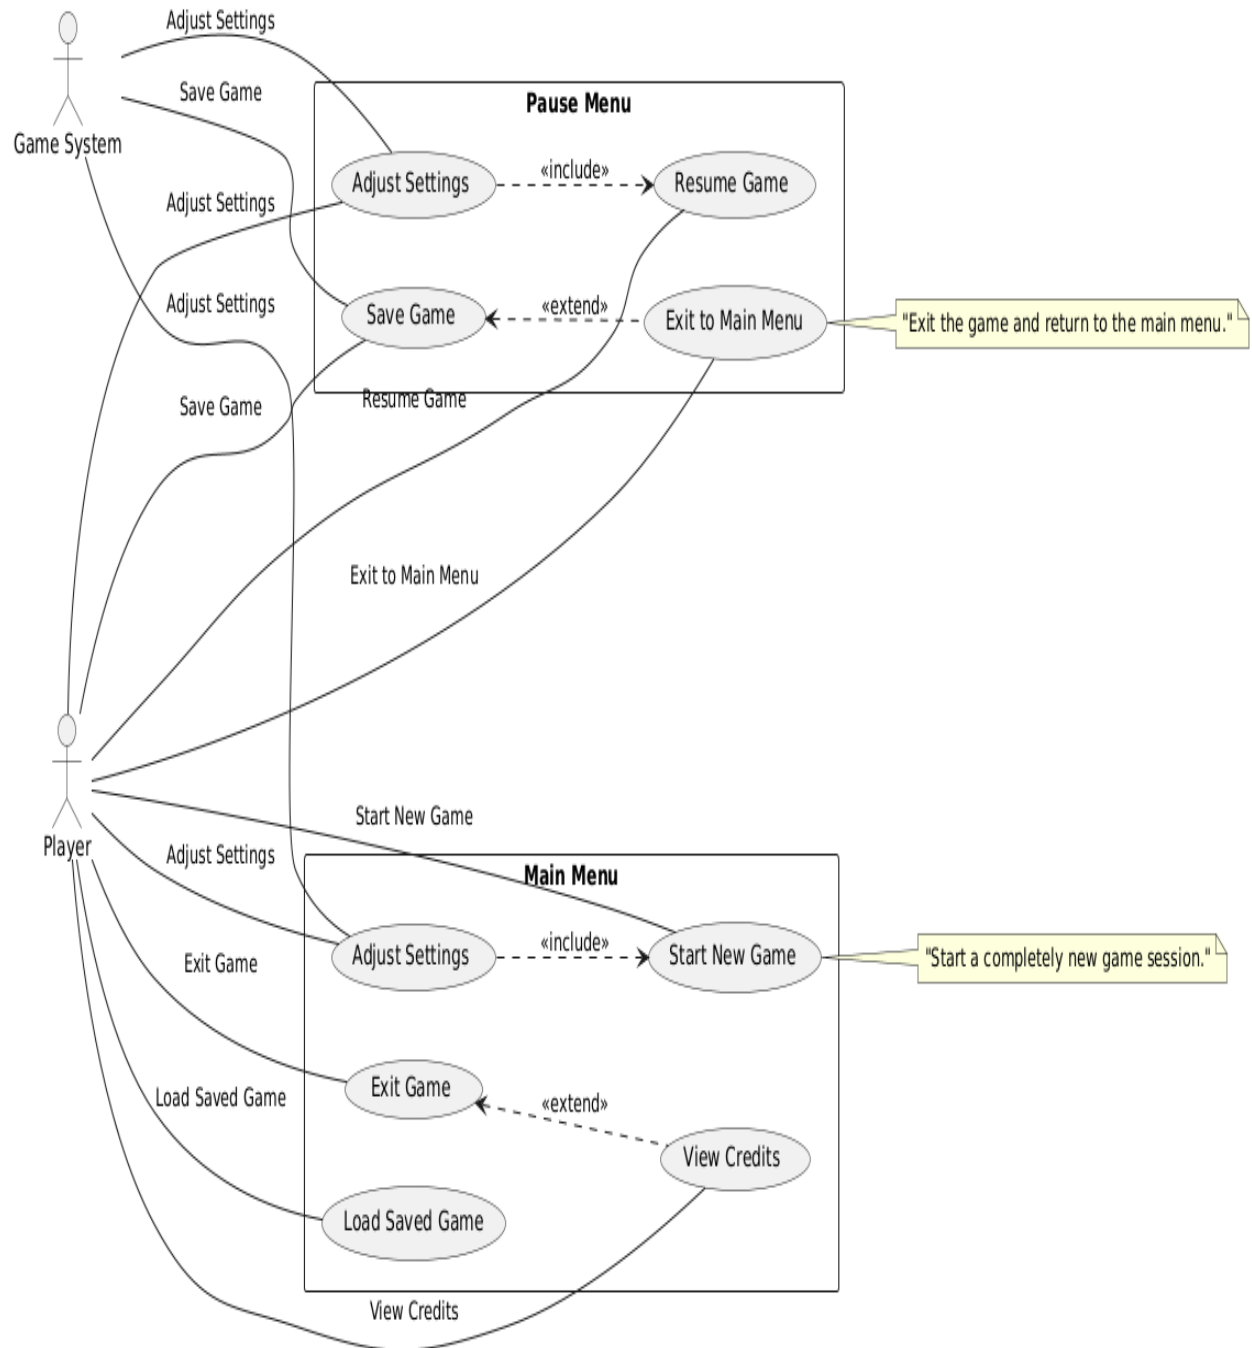 Adjust Settings
Save Game
Pause Menu
Game System
«include»
Adjust Settings
Resume Game
Adjust Settings
Adjust Settings
«extend»
Save Game
Exit to Main Menu
"Exit the game and return to the main menu."
Resume Game
Save Game
Exit to Main Menu
Start New Game
Player
Adjust Settings
Main Menu
«include»
Adjust Settings
Start New Game
"Start a completely new game session."
Exit Game
Exit Game
«extend»
Load Saved Game
View Credits
Load Saved Game
View Credits